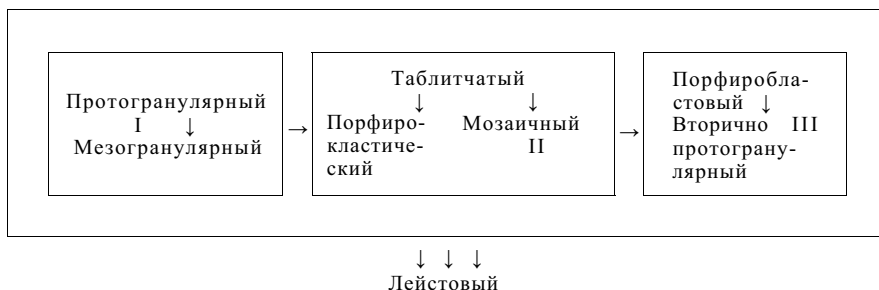 Протогранулярный
I ↓
Мезогранулярный
→
Таблитчатый
↓ ↓
Порфиро-
кластиче-
ский
Мозаичный
II
→
Порфиробла-
стовый ↓
Вторично III
протограну-
лярный
↓ ↓ ↓
Лейстовый